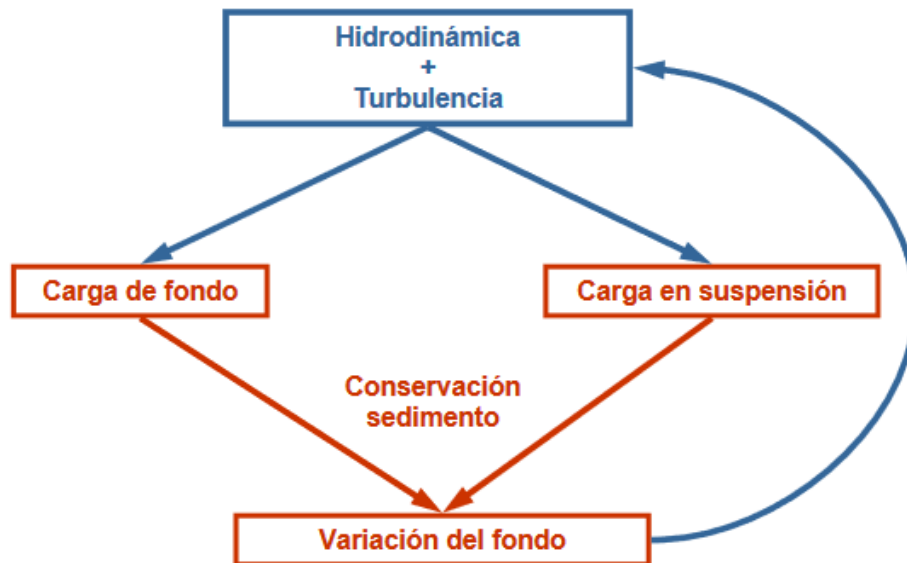 Hidrodinámica
+
Turbulencia
Carga de fondo
Carga en suspensión
Conservación
sedimento
Variación del fondo